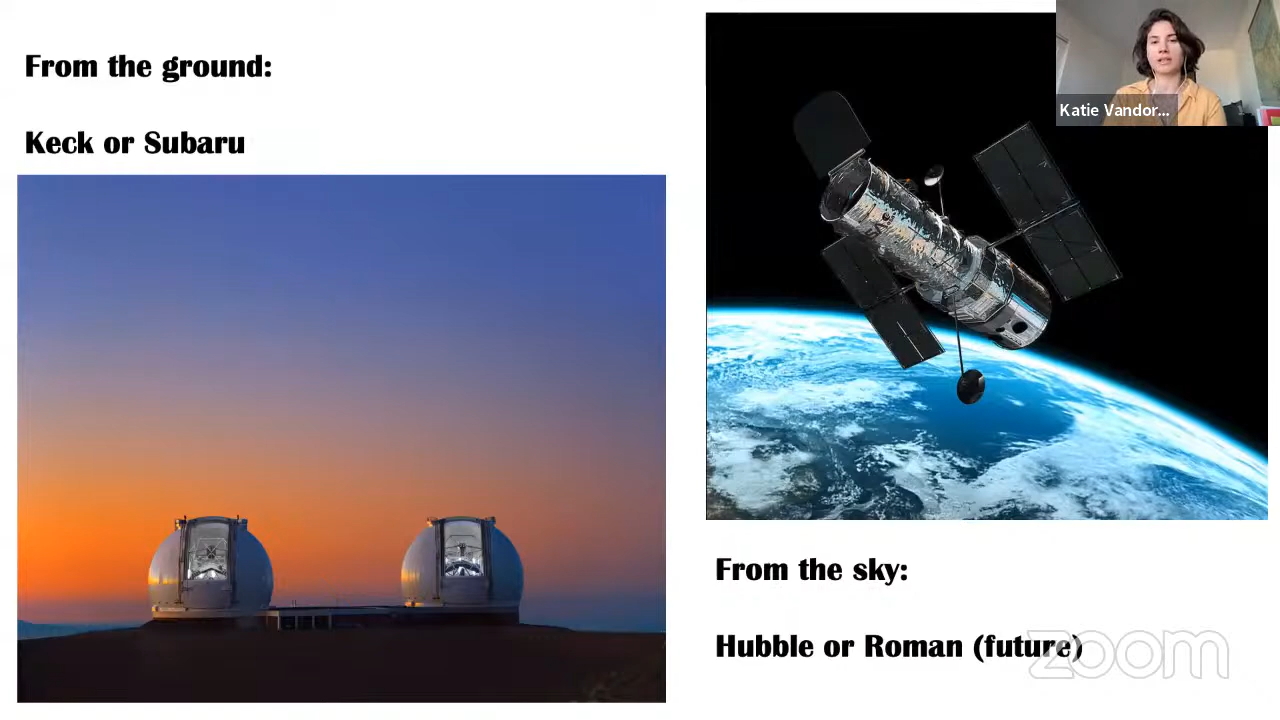 From the ground:
Keck or Subaru
Katie Vandor...
From the sky:
Hubble or Roman (future)
zoom